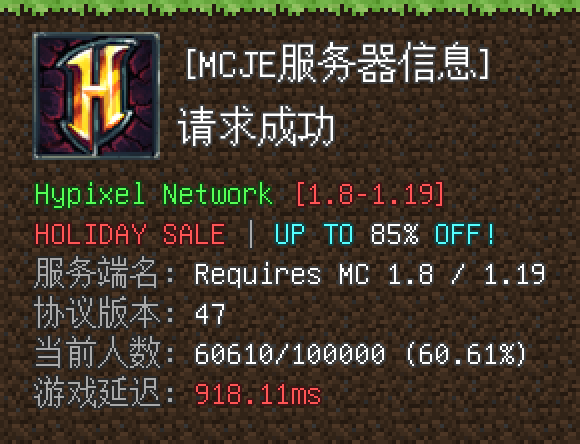 [MCJE服务器信息]
请求成功
Hypixel Network [1.8-1.19]
HOLIDAY SALE | UP TO 85% OFF!
服务端名: Requires MC 1.8 / 1.19
协议版本: 47
当前人数: 60610/100000 (60.61%)
游戏延迟: 918.11ms